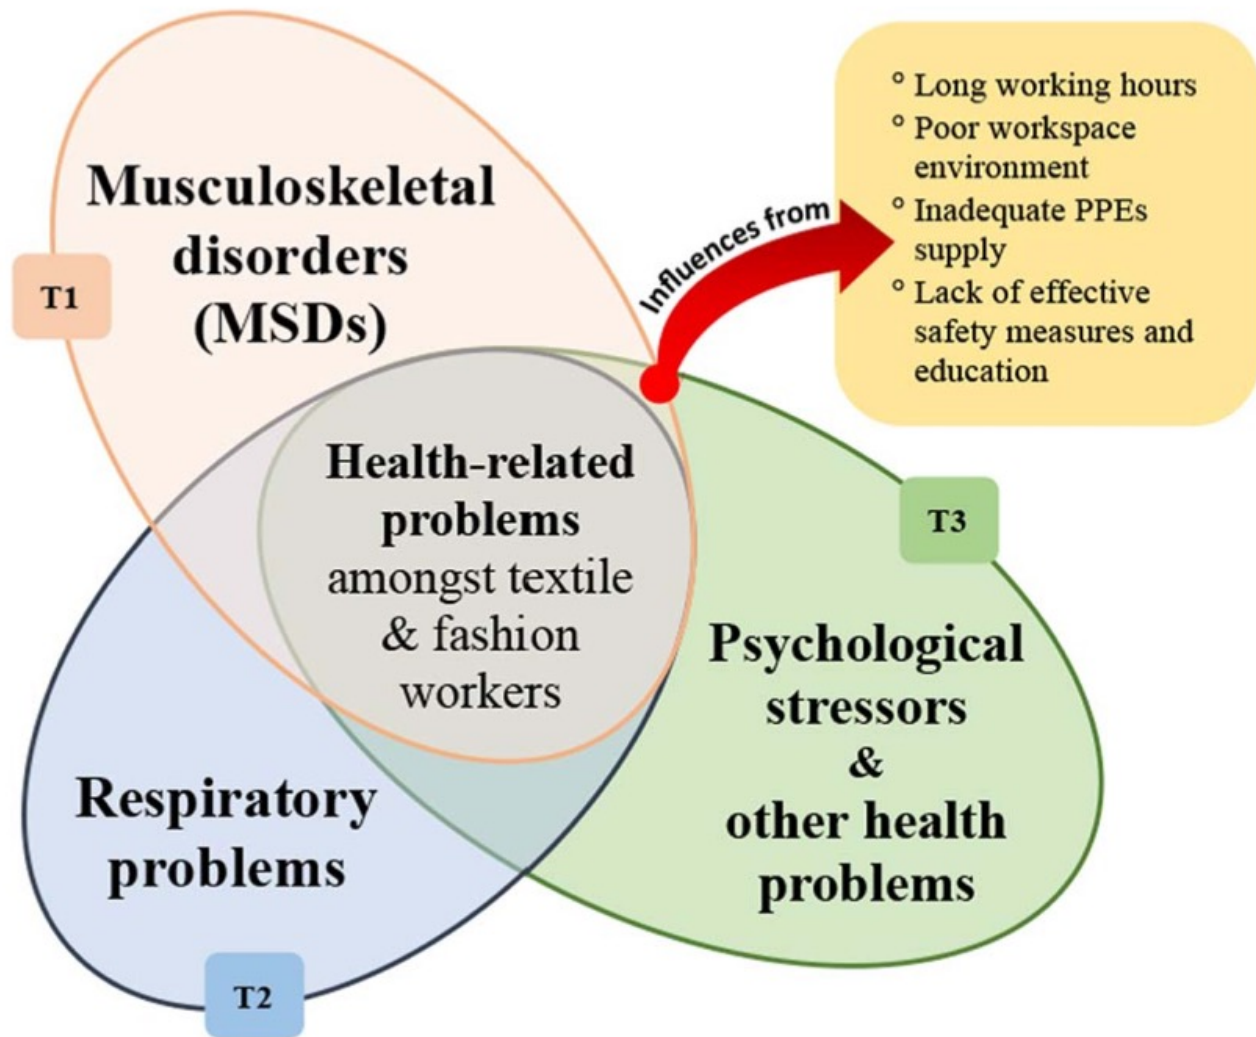 Musculoskeletal
disorders
(MSDs)
T1
Influences from
° Long working hours
° Poor workspace
environment
° Inadequate PPEs
supply
° Lack of effective
safety measures and
education
Health-related
problems
amongst textile
& fashion
workers
T3
Psychological
stressors
&
other health
problems
Respiratory
problems
T2